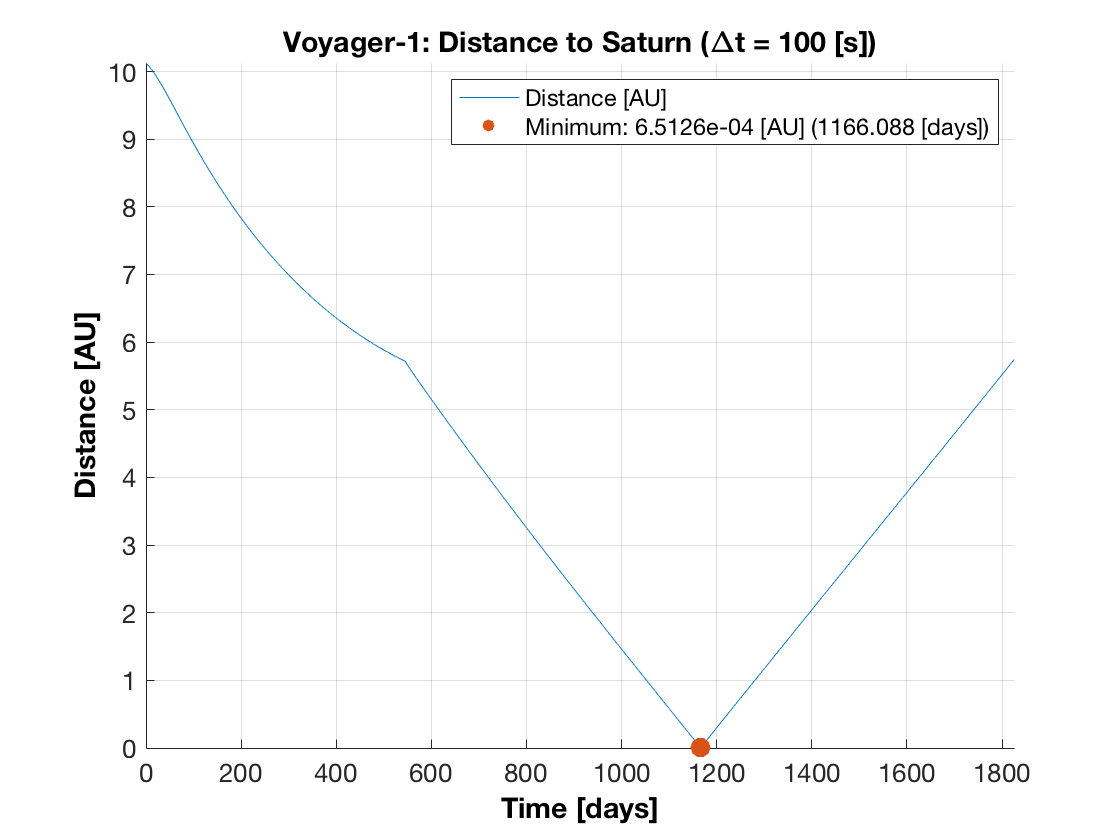 Voyager-1: Distance to Saturn (Δt = 100 [s])
Distance [AU]
Minimum: 6.5126e-04 [AU] (1166.088 [days])
Distance [AU]
10
9
8
7
6
5
4
3
2
1
0
0 200 400 600 800 1000 1200 1400 1600 1800
Time [days]